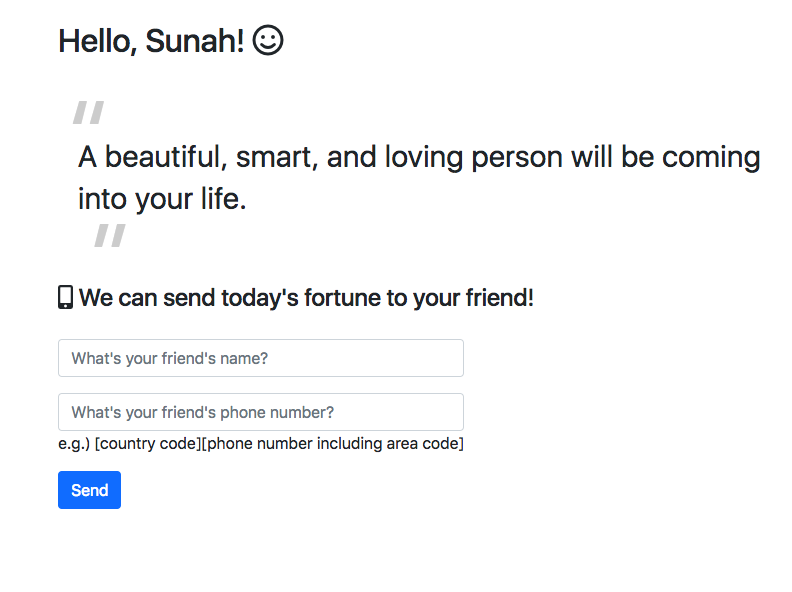 Hello, Sunah!
"
A beautiful, smart, and loving person will be coming
into your life.
"
We can send today's fortune to your friend!
What's your friend's name?
What's your friend's phone number?
e.g.) [country code][phone number including area code]
Send